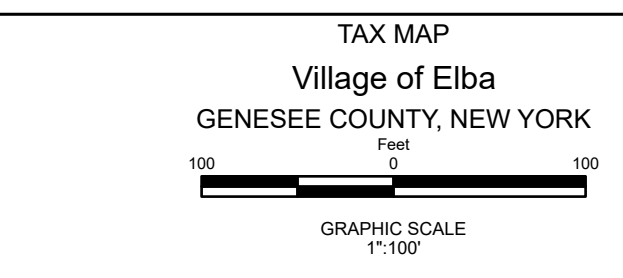 TAX MAP
Village of Elba
GENESEE COUNTY, NEW YORK
Feet
100 0 100
GRAPHIC SCALE
1":100'